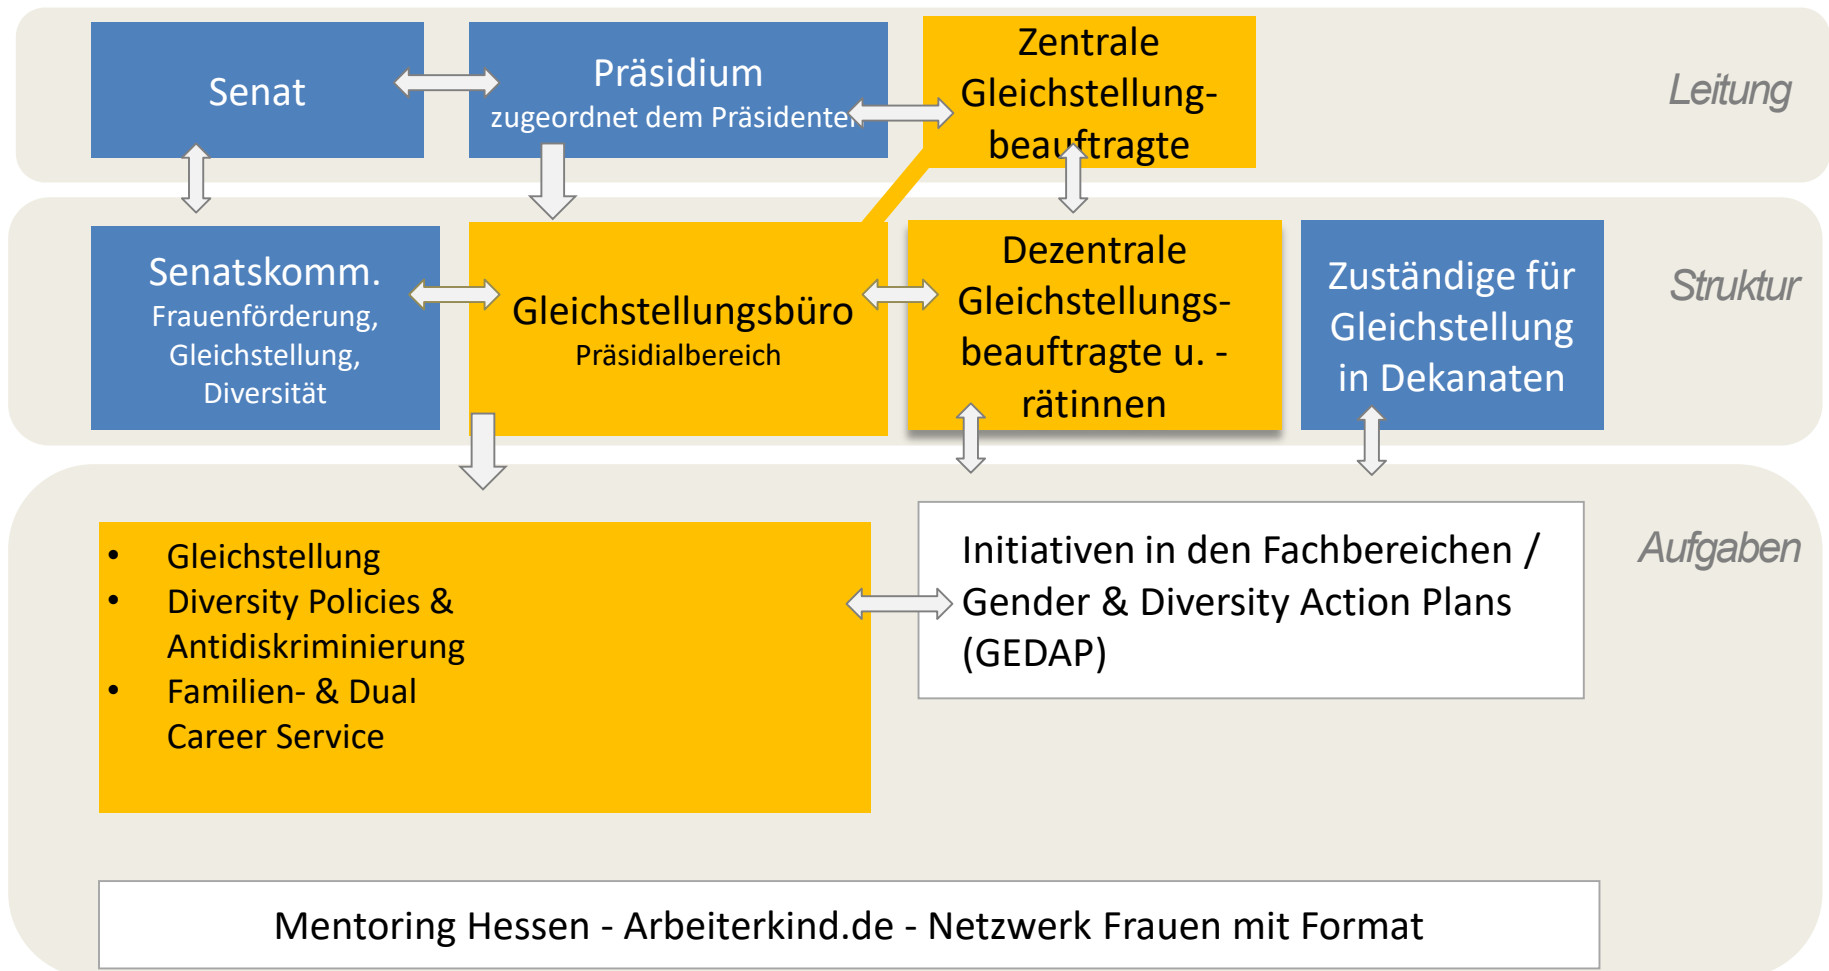 Senat
Präsidium
zugeordnet dem Präsidenten
Zentrale
Gleichstellung-
beauftragte
Leitung
Senatskomm.
Frauenförderung,
Gleichstellung,
Diversität
Gleichstellungsbüro
Präsidialbereich
Dezentrale
Gleichstellungs-
beauftragte u. -
rätinnen
Zuständige für
Gleichstellung
in Dekanaten
Struktur
• Gleichstellung
• Diversity Policies &
Antidiskriminierung
• Familien- & Dual
Career Service
Initiativen in den Fachbereichen /
Gender & Diversity Action Plans
(GEDAP)
Aufgaben
Mentoring Hessen - Arbeiterkind.de - Netzwerk Frauen mit Format